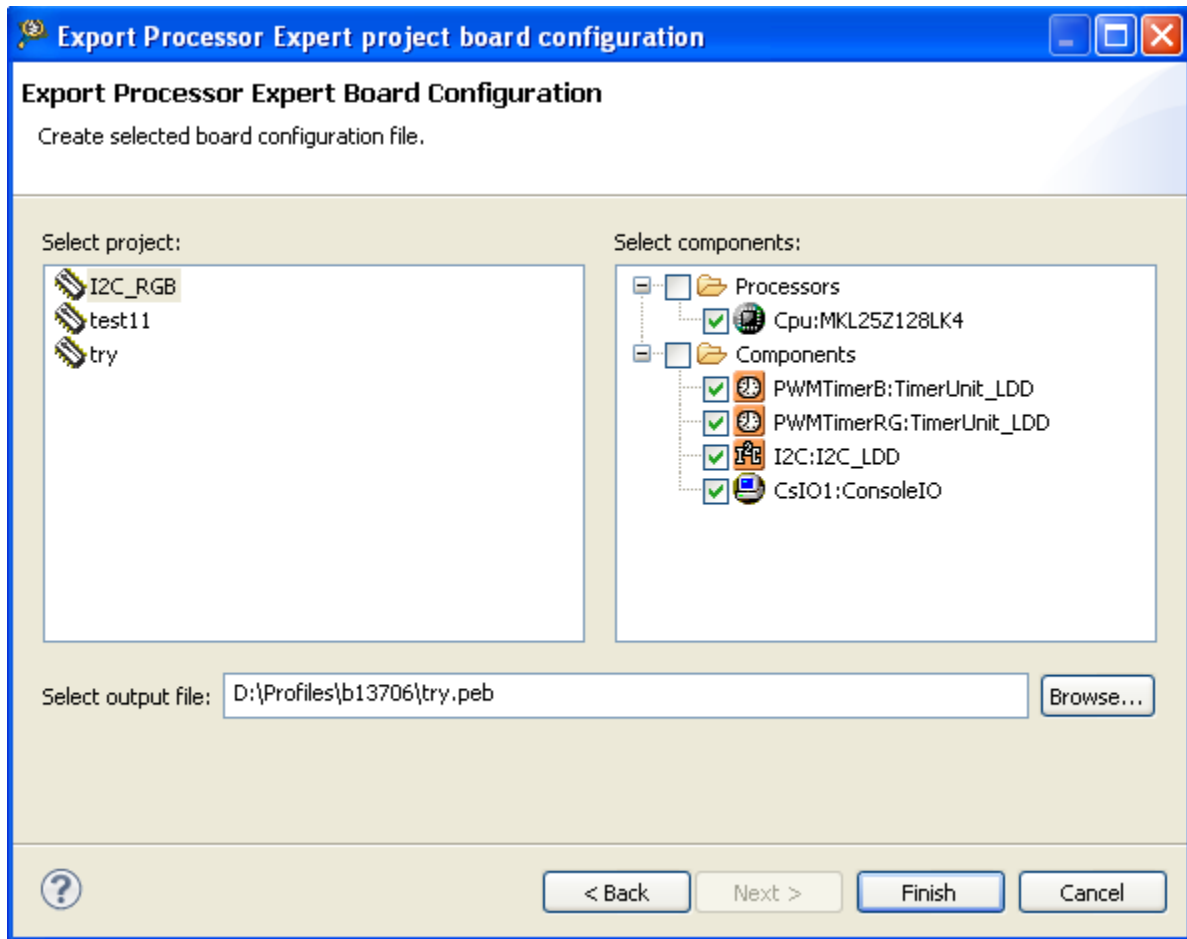 Export Processor Expert project board configuration
Export Processor Expert Board Configuration
Create selected board configuration file.
Select project:
I2C_RGB
test11
try
Select components:
Processors
Cpu:MKL25Z128LK4
Components
PWMTimerB:TimerUnit_LDD
PWMTimerRG:TimerUnit_LDD
I2C:I2C_LDD
CsIO1:ConsoleIO
Select output file: D:\Profiles\b13706\try.peb Browse...
? < Back Next > Finish Cancel